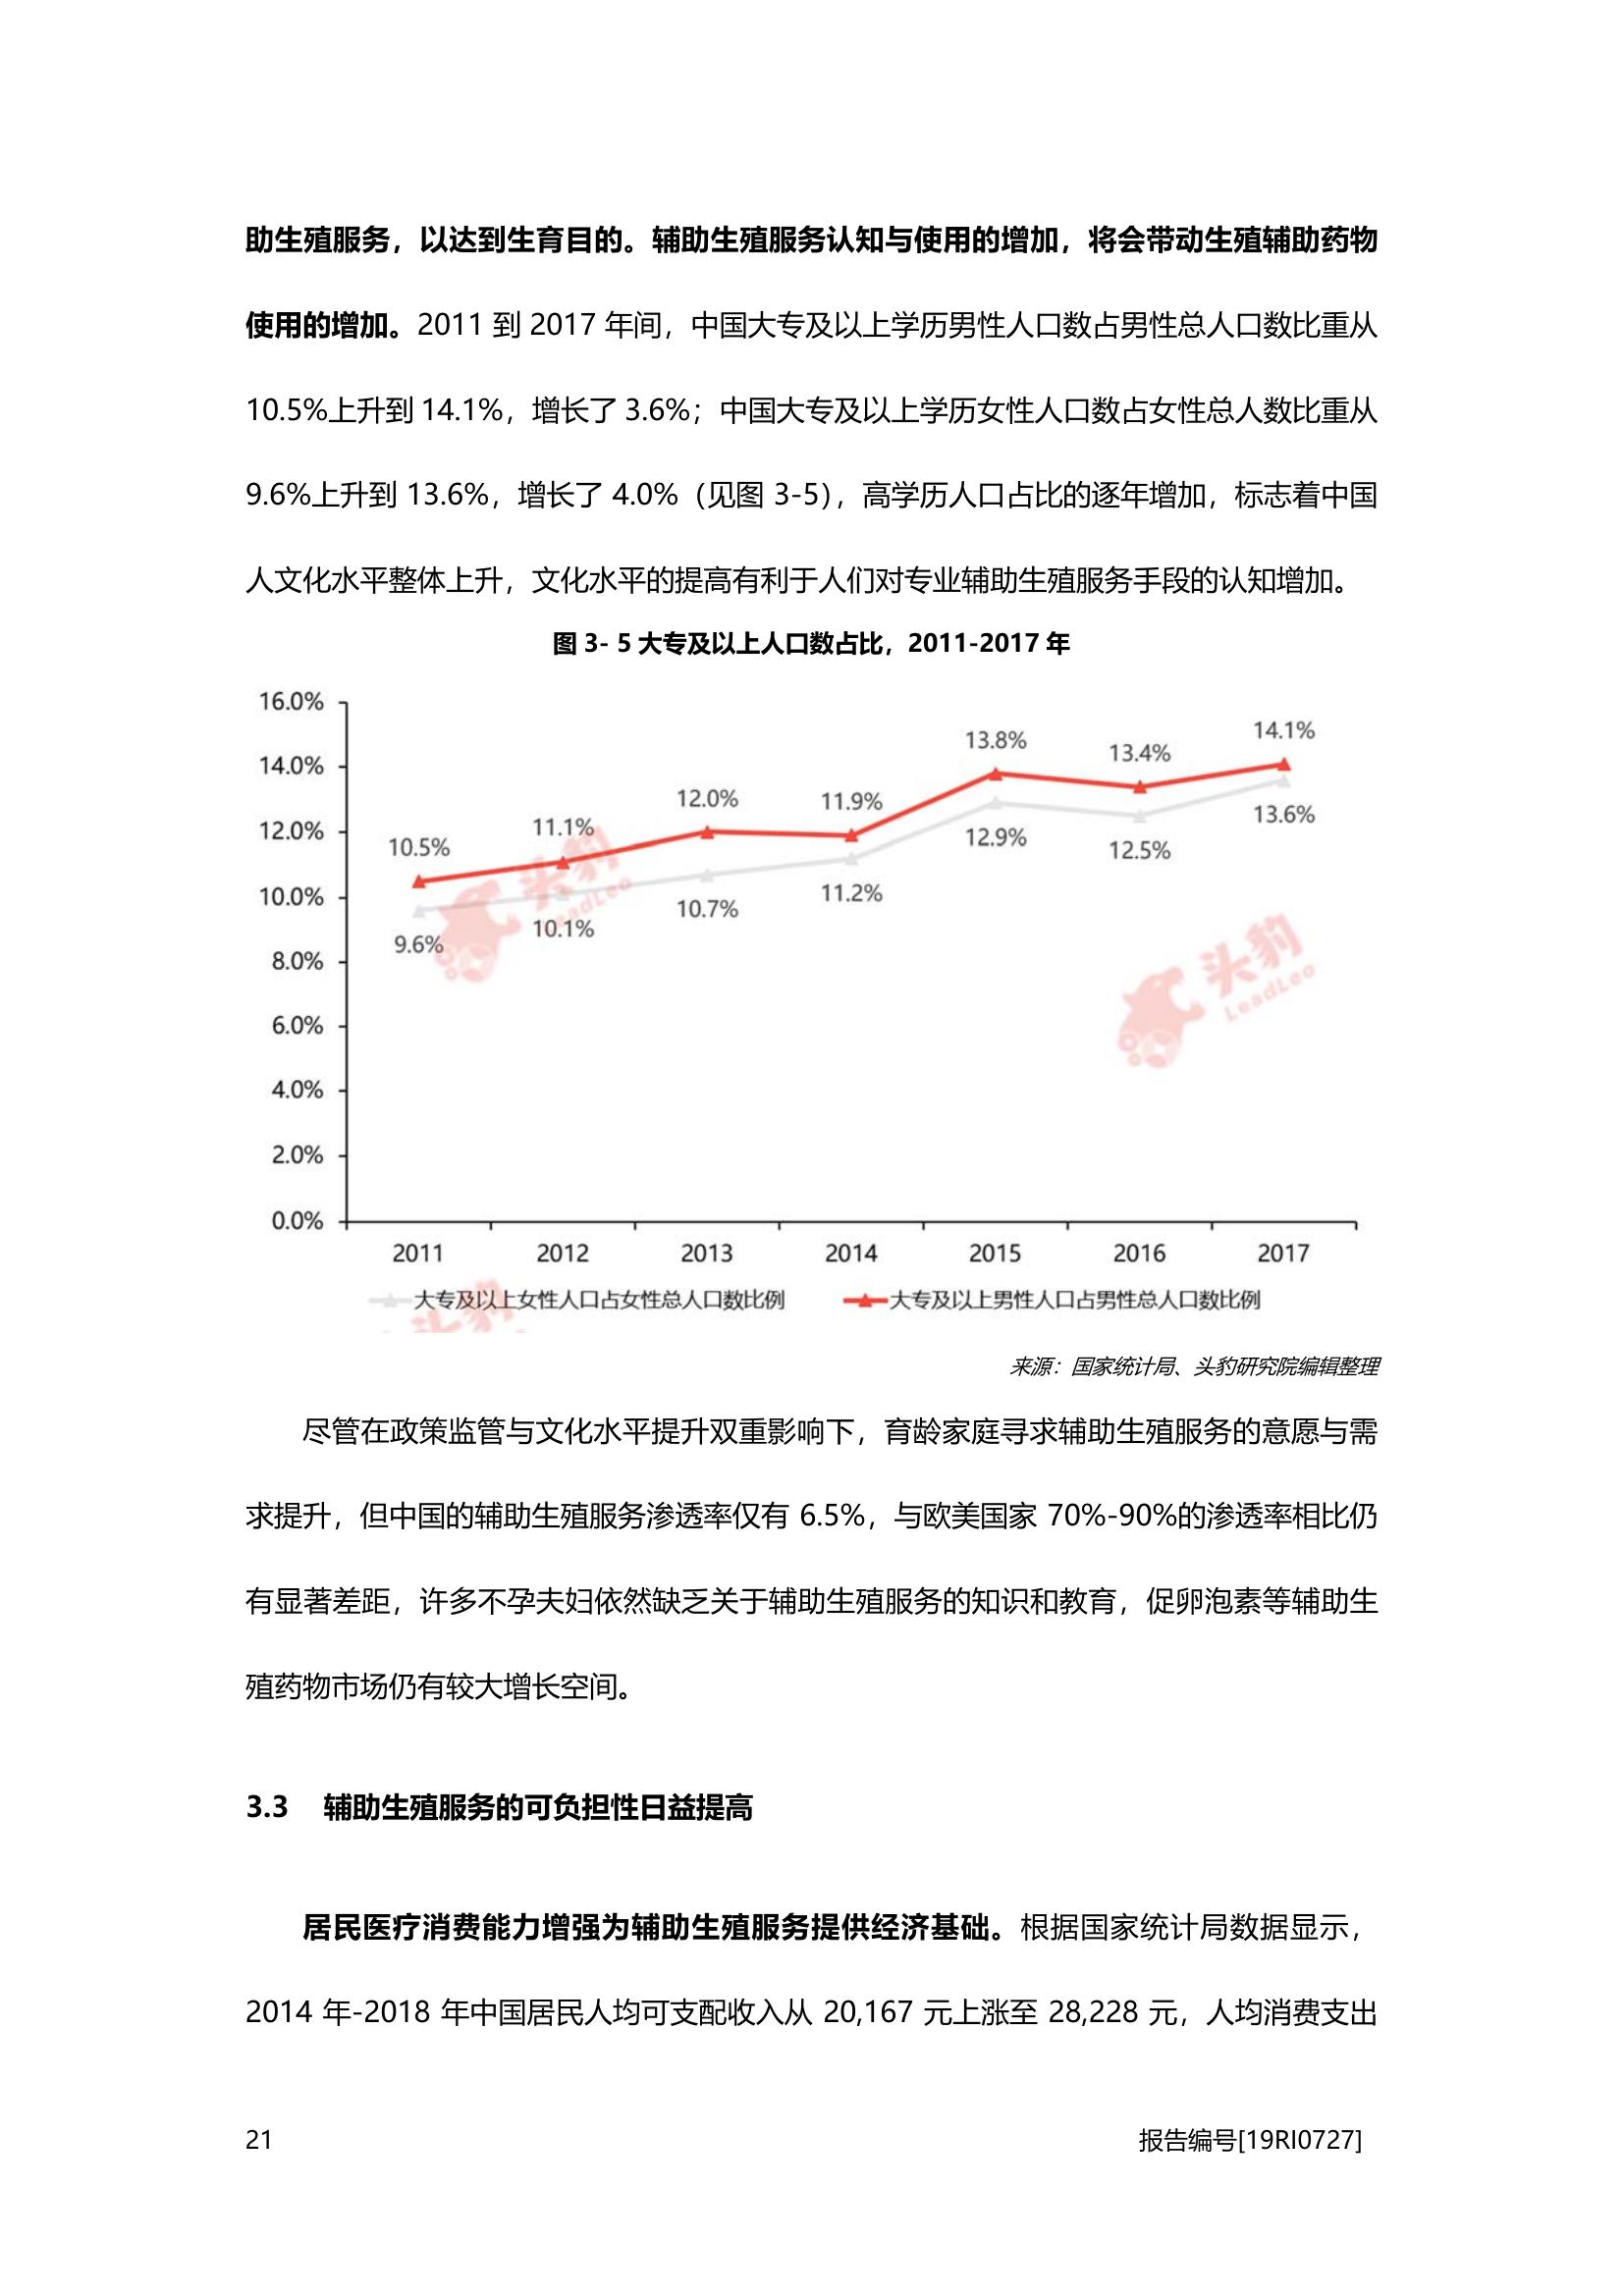 助生殖服务，以达到生育目的。辅助生殖服务认知与使用的增加，将会带动生殖辅助药物
使用的增加。2011 到 2017 年间，中国大专及以上学历男性人口数占男性总人口数比重从
10.5%上升到 14.1%，增长了 3.6%；中国大专及以上学历女性人口数占女性总人数比重从
9.6%上升到 13.6%，增长了 4.0%（见图 3-5），高学历人口占比的逐年增加，标志着中国
人文化水平整体上升，文化水平的提高有利于人们对专业辅助生殖服务手段的认知增加。
图 3- 5 大专及以上人口数占比，2011-2017 年
16.0%
14.0%
12.0%
10.0%
8.0%
6.0%
4.0%
2.0%
0.0%
10.5%
11.1%
12.0%
11.9%
13.8%
13.4%
14.1%
9.6%
10.1%
10.7%
11.2%
12.9%
12.5%
13.6%
头豹
LeadLeo
头豹
LeadLeo
2011 2012 2013 2014 2015 2016 2017
大专及以上女性人口占女性总人口数比例 大专及以上男性人口占男性总人口数比例
头豹
来源：国家统计局、头豹研究院编辑整理
尽管在政策监管与文化水平提升双重影响下，育龄家庭寻求辅助生殖服务的意愿与需
求提升，但中国的辅助生殖服务渗透率仅有 6.5%，与欧美国家 70%-90%的渗透率相比仍
有显著差距，许多不孕夫妇依然缺乏关于辅助生殖服务的知识和教育，促卵泡素等辅助生
殖药物市场仍有较大增长空间。
3.3 辅助生殖服务的可负担性日益提高
居民医疗消费能力增强为辅助生殖服务提供经济基础。根据国家统计局数据显示，
2014 年-2018 年中国居民人均可支配收入从 20,167 元上涨至 28,228 元，人均消费支出
21 报告编号[19RI0727]